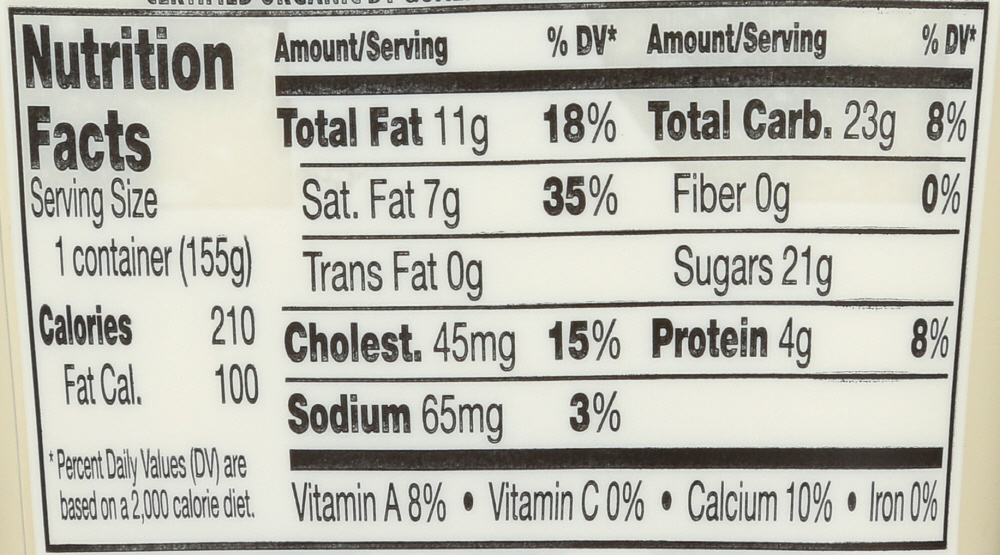 Nutrition
Facts
Serving Size
1 container (155g)
Calories 210
Fat Cal. 100
* Percent Daily Values (DV) are
based on a 2,000 calorie diet.
Amount/Serving % DV* Amount/Serving % DV*
Total Fat 11g 18% Total Carb. 23g 8%
Sat. Fat 7g 35% Fiber 0g 0%
Trans Fat 0g Sugars 21g
Cholest. 45mg 15% Protein 4g 8%
Sodium 65mg 3%
Vitamin A 8% • Vitamin C 0% • Calcium 10% • Iron 0%